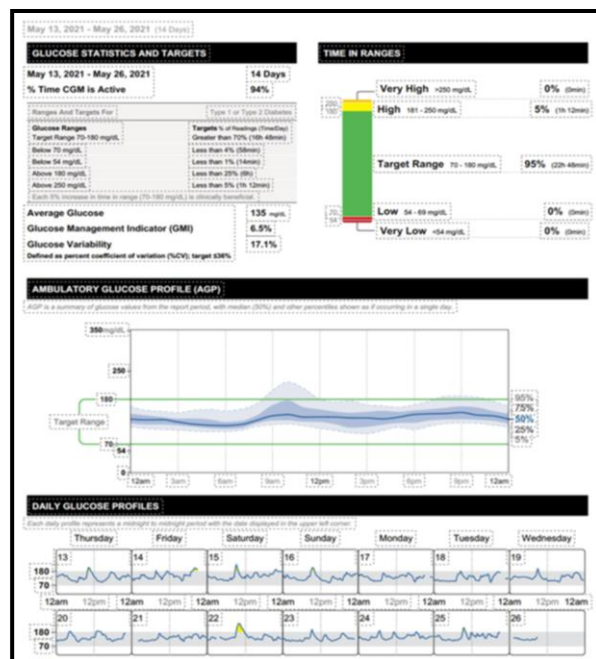 May 13, 2021 - May 26, 2021 (14 Days)
GLUCOSE STATISTICS AND TARGETS
May 13, 2021 - May 26, 2021 14 Days
% Time CGM is Active 94%
Ranges And Targets For Type 1 or Type 2 Diabetes
Glucose Ranges Targets % of Readings (Time/Day)
Target Range 70-180 mg/dL Greater than 70% (16h 48min)
Below 70 mg/dL Less than 4% (58min)
Below 54 mg/dL Less than 1% (14min)
Above 180 mg/dL Less than 25% (6h)
Above 250 mg/dL Less than 5% (1h 12min)
Each 5% increase in time in range (70-180 mg/dL) is clinically beneficial.
Average Glucose 135 mg/dL
Glucose Management Indicator (GMI) 6.5%
Glucose Variability 17.1%
Defined as percent coefficient of variation (%CV); target ≤36%
TIME IN RANGES
Very High >250 mg/dL 0% (0min)
250
High 181 - 250 mg/dL 5% (1h 12min)
180
Target Range 70 - 180 mg/dL 95% (22h 48min)
70
Low 54 - 69 mg/dL 0% (0min)
54
Very Low <54 mg/dL 0% (0min)
AMBULATORY GLUCOSE PROFILE (AGP)
AGP is a summary of glucose values from the report period, with median (50%) and other percentiles shown as if occurring in a single day.
350 mg/dL
250
180
Target Range
70
54
0
95%
75%
50%
25%
5%
12am 3am 6am 9am 12pm 3pm 6pm 9pm 12am
DAILY GLUCOSE PROFILES
Each daily profile represents a midnight to midnight period with the date displayed in the upper left corner.
Thursday Friday Saturday Sunday Monday Tuesday Wednesday
13 14 15 16 17 18 19
180
70
12am 12pm 12am 12pm 12am 12pm 12am 12pm 12am 12pm 12am 12pm 12am 12pm 12am
20 21 22 23 24 25 26
180
70